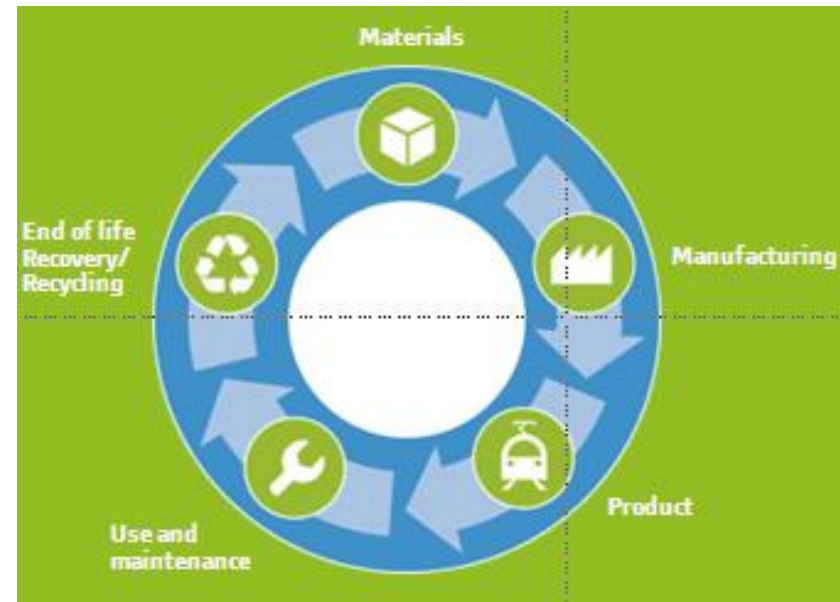 Materials
End of life
Recovery/
Recycling
Manufacturing
Product
Use and
maintenance